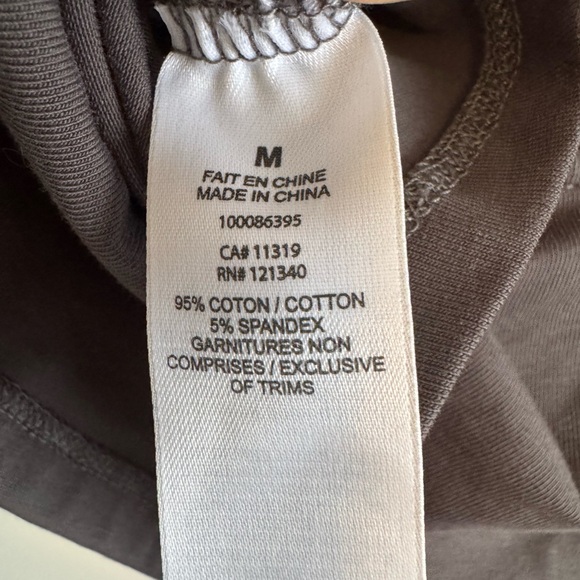 M
FAIT EN CHINE
MADE IN CHINA
100086395
CA# 11319
RN# 121340
95% COTON / COTTON
5% SPANDEX
GARNITURES NON
COMPRISES / EXCLUSIVE
OF TRIMS